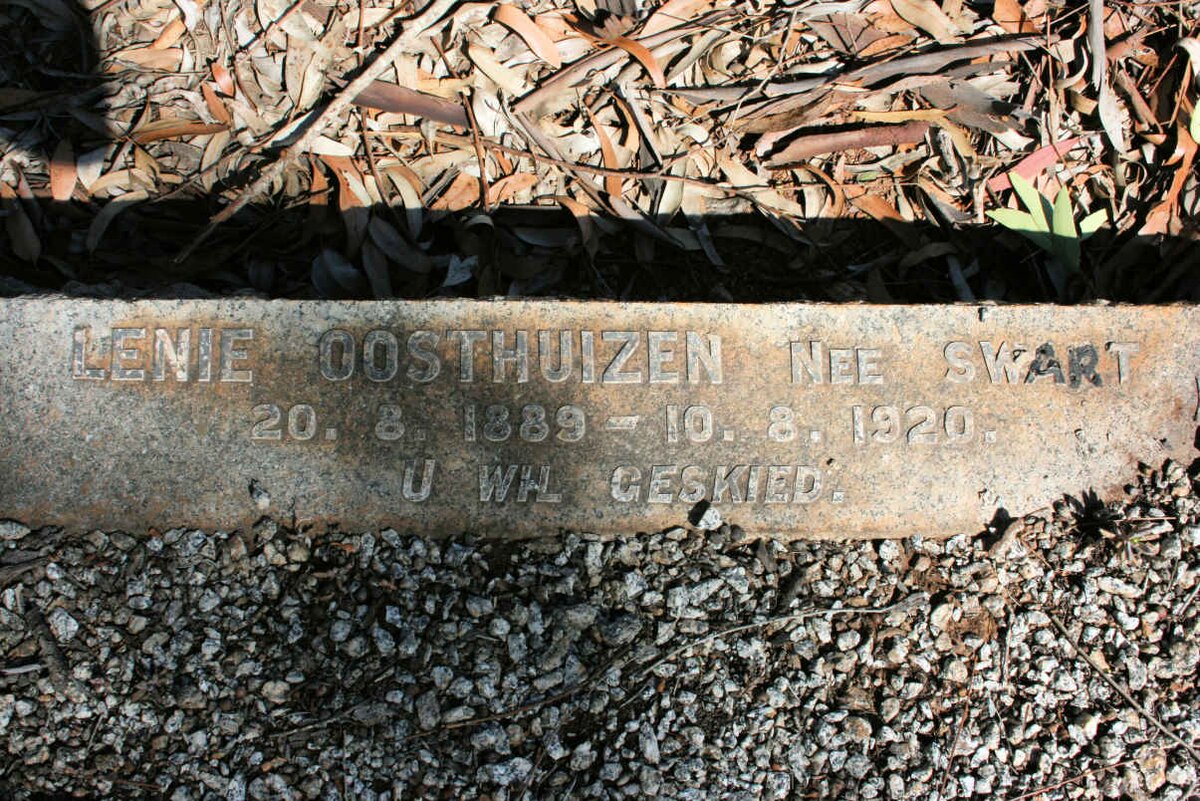 LENIE OOSTHUIZEN NEE SWART
20. 8. 1889 - 10. 8. 1920.
U WIL GESKIED.